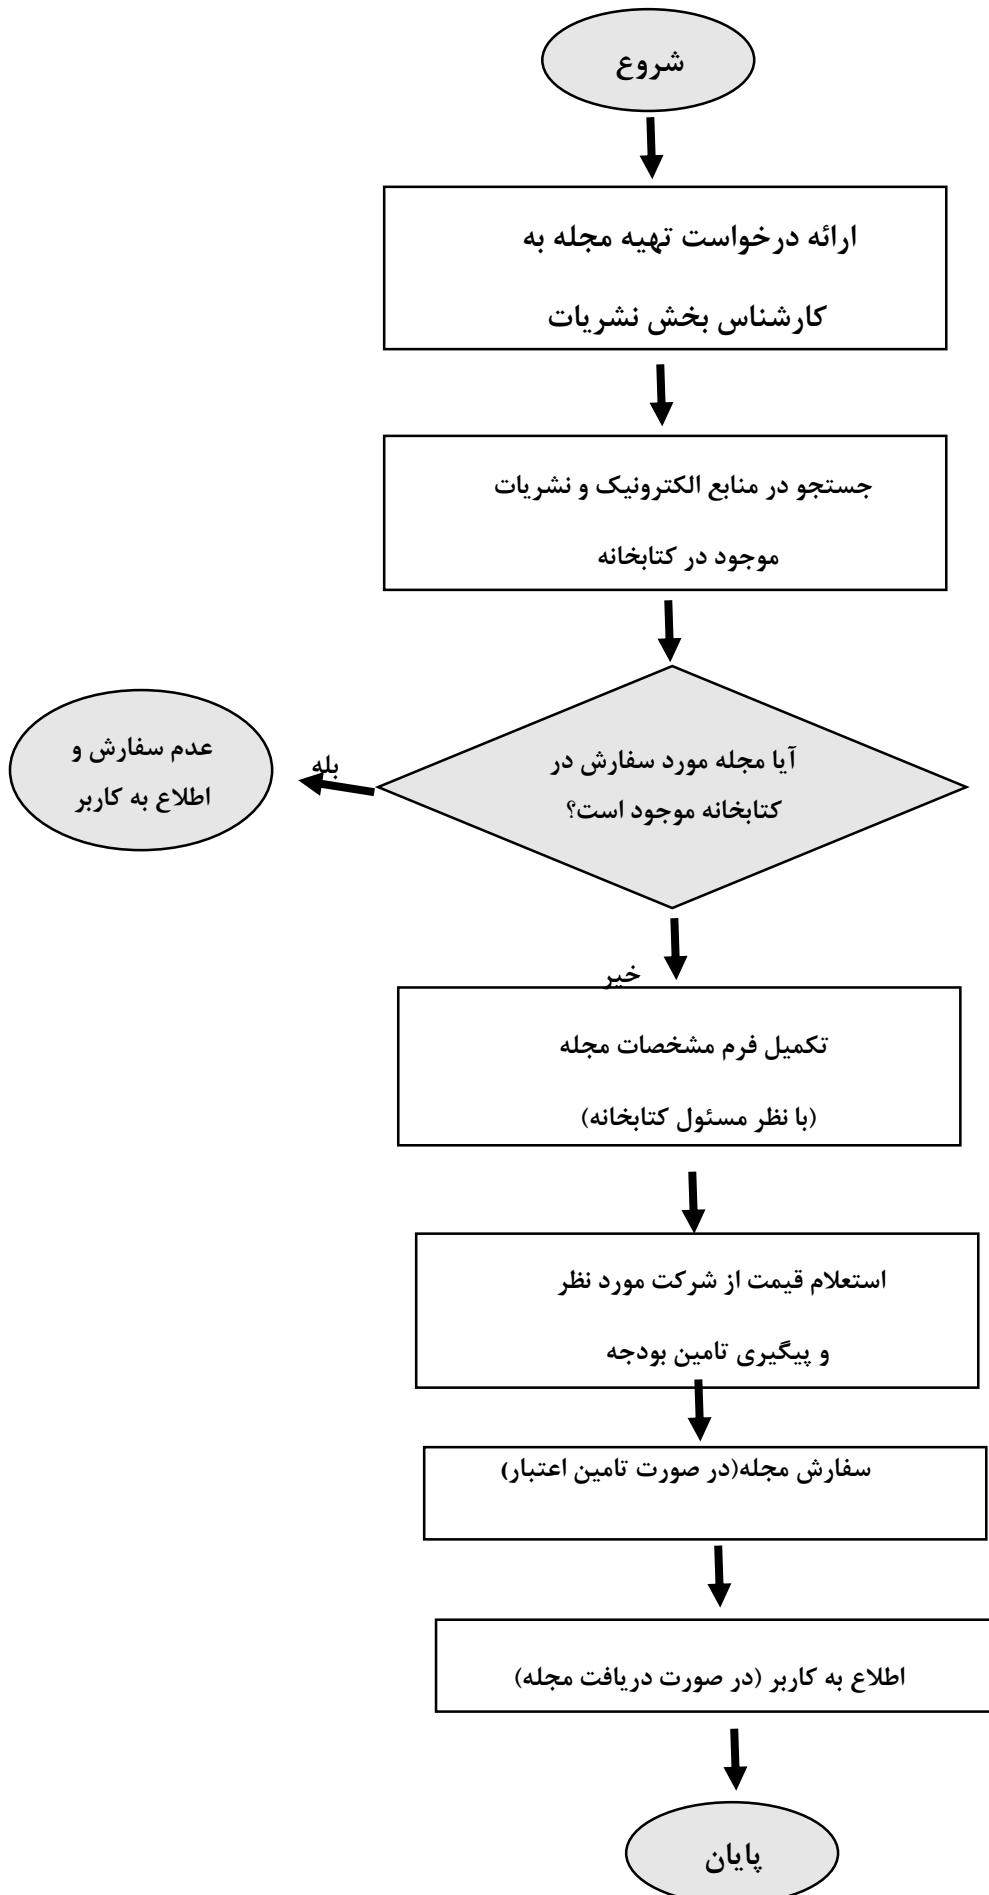 شروع
ارائه درخواست تهیه مجله به
کارشناس بخش نشریات
جستجو در منابع الکترونیک و نشریات
موجود در کتابخانه
آیا مجله مورد سفارش در
کتابخانه موجود است؟
بله
عدم سفارش و
اطلاع به کاربر
خیر
تکمیل فرم مشخصات مجله
(با نظر مسئول کتابخانه)
استعلام قیمت از شرکت مورد نظر
و پیگیری تامین بودجه
سفارش مجله(در صورت تامین اعتبار)
اطلاع به کاربر (در صورت دریافت مجله)
پایان